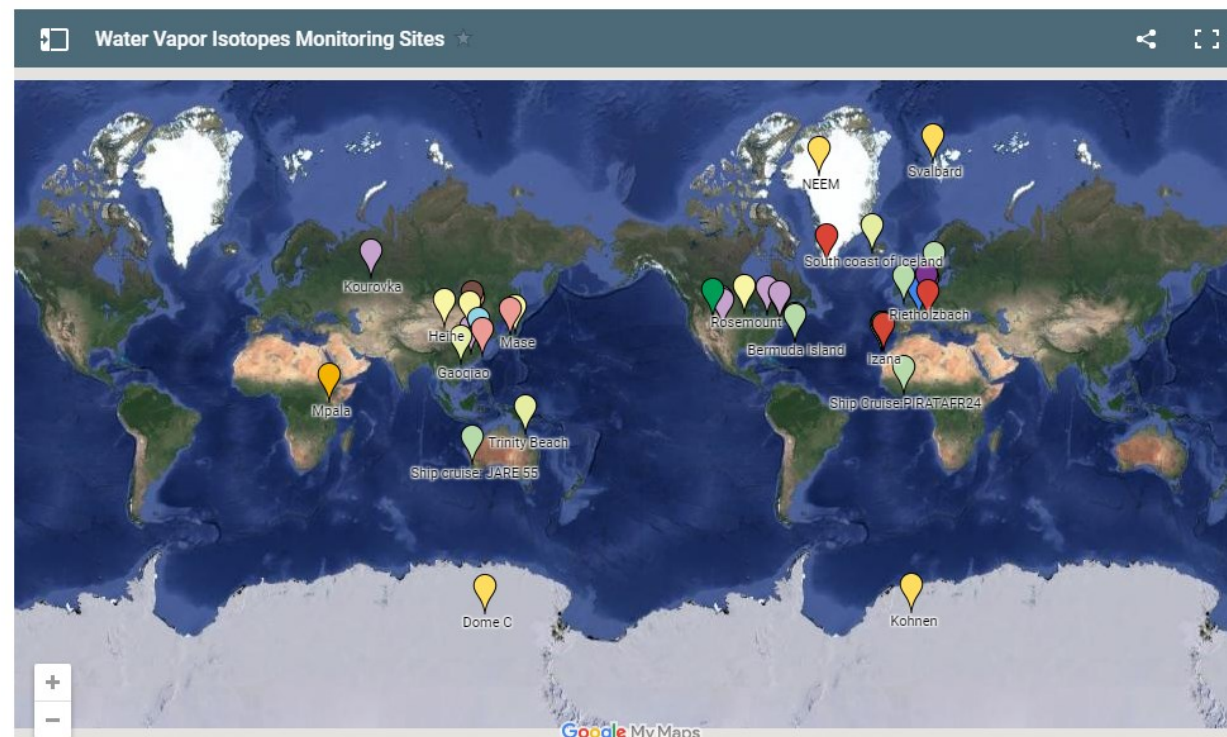 Water Vapor Isotopes Monitoring Sites
NEEM
Svalbard
South coast of Iceland
Kourovka
Rietholzbach
Rosemount
Heihe
Mase
Bermuda Island
Izana
Gaoqiao
Mpala
Ship Cruise:PIRATAFR24
Trinity Beach
Ship cruise: JARE 55
Dome C
Kohnen
+
−
Google My Maps